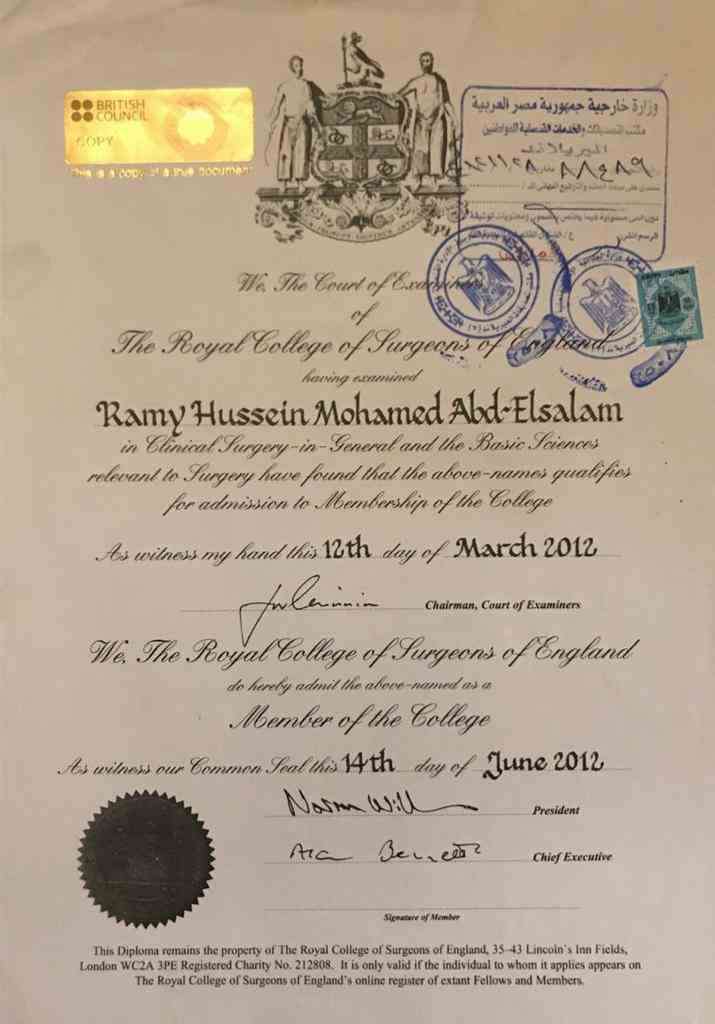 BRITISH
COUNCIL
COPY
This is a copy of a true document
وزارة خارجية جمهورية مصر العربية
مكتب التصديقات والخدمات القنصلية للمواطنين
We, The Court of Examiners
of
The Royal College of Surgeons of England
having examined
Ramy Hussein Mohamed Abd-Elsalam
in Clinical Surgery-in-General and the Basic Sciences
relevant to Surgery have found that the above-names qualifies
for admission to Membership of the College
As witness my hand this 12th day of March 2012
Chairman, Court of Examiners
We, The Royal College of Surgeons of England
do hereby admit the above-named as a
Member of the College
As witness our Common Seal this 14th day of June 2012
President
Chief Executive
Signature of Member
This Diploma remains the property of The Royal College of Surgeons of England, 35-43 Lincoln's Inn Fields,
London WC2A 3PE Registered Charity No. 212808. It is only valid if the individual to whom it applies appears on
The Royal College of Surgeons of England's online register of extant Fellows and Members.